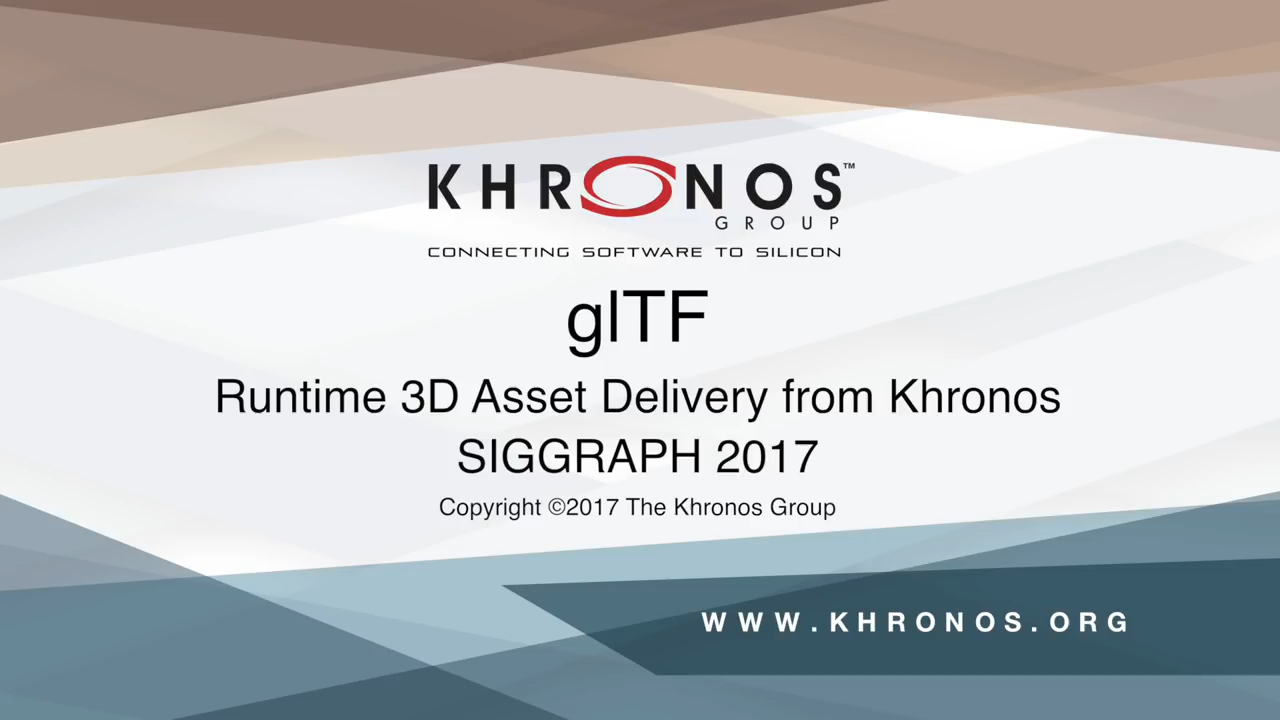 KHRONOS™
GROUP
CONNECTING SOFTWARE TO SILICON
glTF
Runtime 3D Asset Delivery from Khronos
SIGGRAPH 2017
Copyright ©2017 The Khronos Group
WWW.KHRONOS.ORG